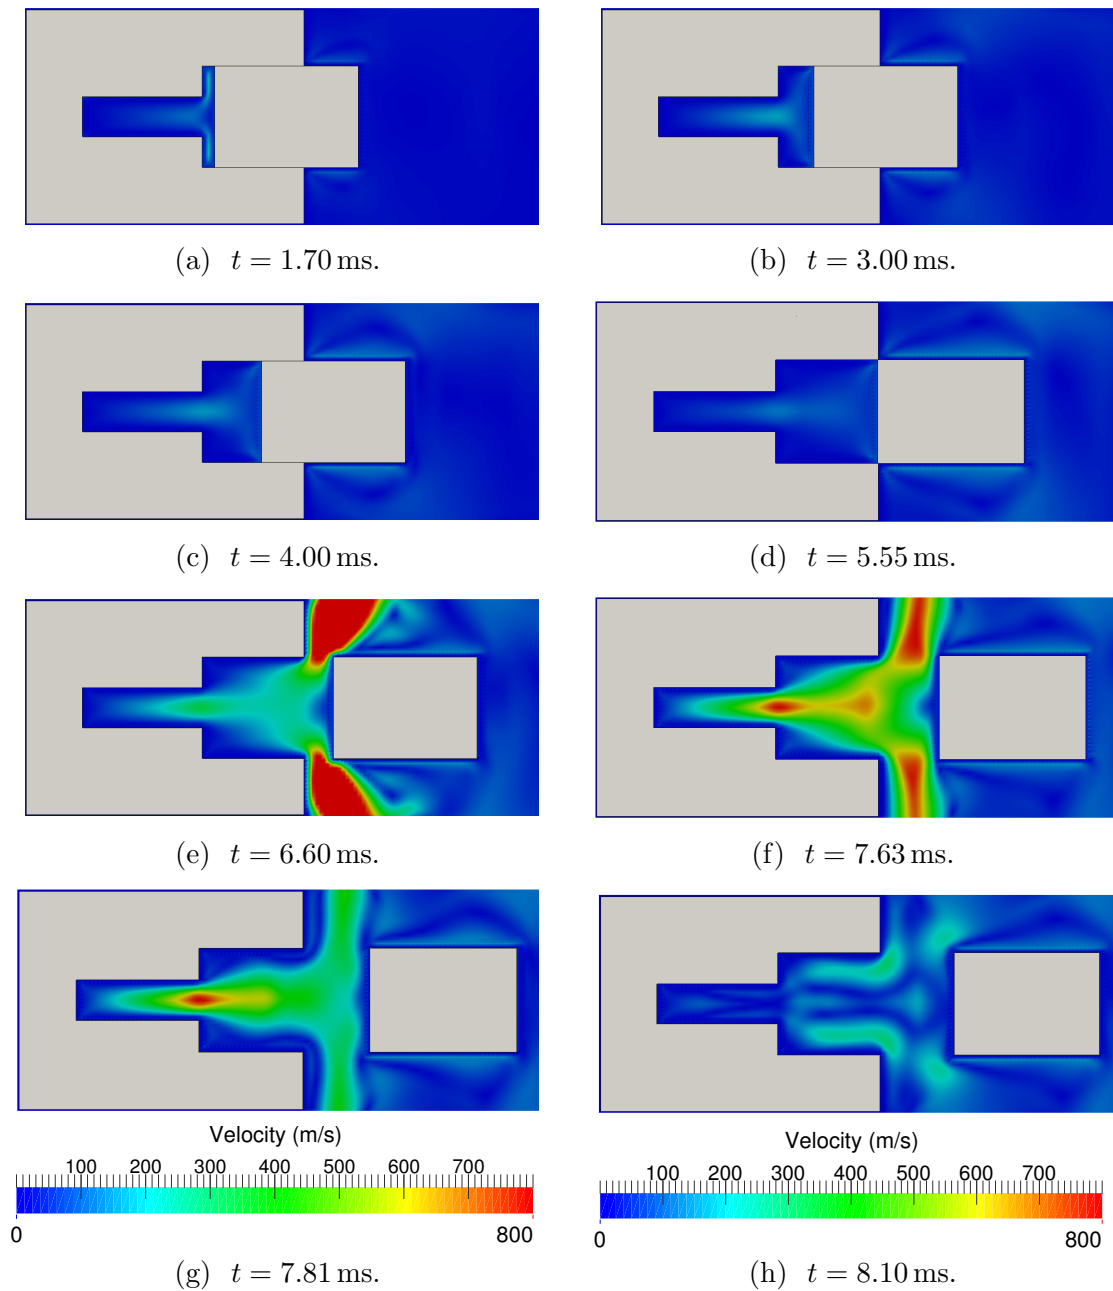 (a) t = 1.70 ms.
(b) t = 3.00 ms.
(c) t = 4.00 ms.
(d) t = 5.55 ms.
(e) t = 6.60 ms.
(f) t = 7.63 ms.
Velocity (m/s)
100 200 300 400 500 600 700
0 800
Velocity (m/s)
100 200 300 400 500 600 700
0 800
(g) t = 7.81 ms.
(h) t = 8.10 ms.